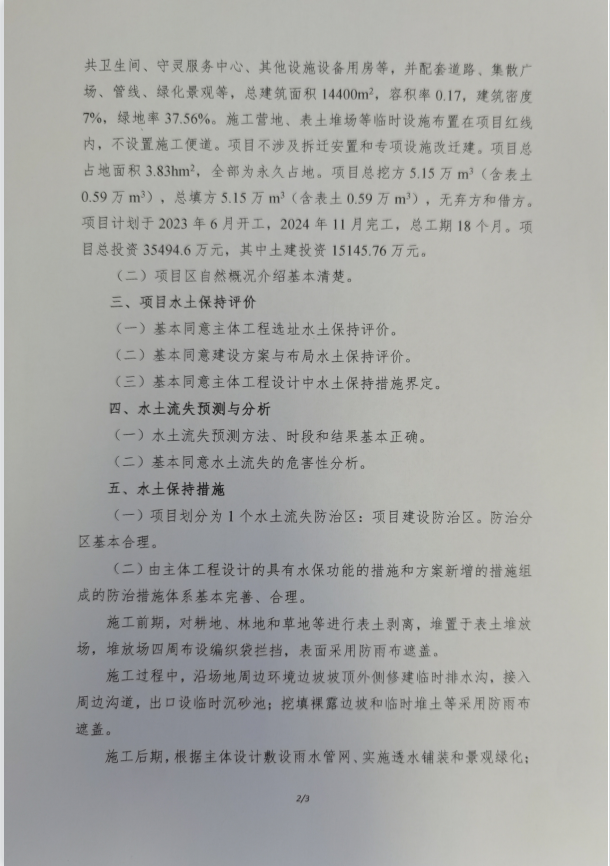 共卫生间、守灵服务中心、其他设施设备用房等，并配套道路、集散广
场、管线、绿化景观等，总建筑面积 14400m²，容积率 0.17，建筑密度
7%，绿地率 37.56%。施工营地、表土堆场等临时设施布置在项目红线
内，不设置施工便道。项目不涉及拆迁安置和专项设施改迁建。项目总
占地面积 3.83hm²，全部为永久占地。项目总挖方 5.15 万 m³（含表土
0.59 万 m³），总填方 5.15 万 m³（含表土 0.59 万 m³），无弃方和借方。
项目计划于 2023 年 6 月开工，2024 年 11 月完工，总工期 18 个月。项
目总投资 35494.6 万元，其中土建投资 15145.76 万元。
（二）项目区自然概况介绍基本清楚。
三、项目水土保持评价
（一）基本同意主体工程选址水土保持评价。
（二）基本同意建设方案与布局水土保持评价。
（三）基本同意主体工程设计中水土保持措施界定。
四、水土流失预测与分析
（一）水土流失预测方法、时段和结果基本正确。
（二）基本同意水土流失的危害性分析。
五、水土保持措施
（一）项目划分为 1 个水土流失防治区：项目建设防治区。防治分
区基本合理。
（二）由主体工程设计的具有水保功能的措施和方案新增的措施组
成的防治措施体系基本完善、合理。
施工前期，对耕地、林地和草地等进行表土剥离，堆置于表土堆放
场，堆放场四周布设编织袋拦挡，表面采用防雨布遮盖。
施工过程中，沿场地周边环境边坡坡顶外侧修建临时排水沟，接入
周边沟道，出口设临时沉砂池；挖填裸露边坡和临时堆土等采用防雨布
遮盖。
施工后期，根据主体设计敷设雨水管网、实施透水铺装和景观绿化；
2/3